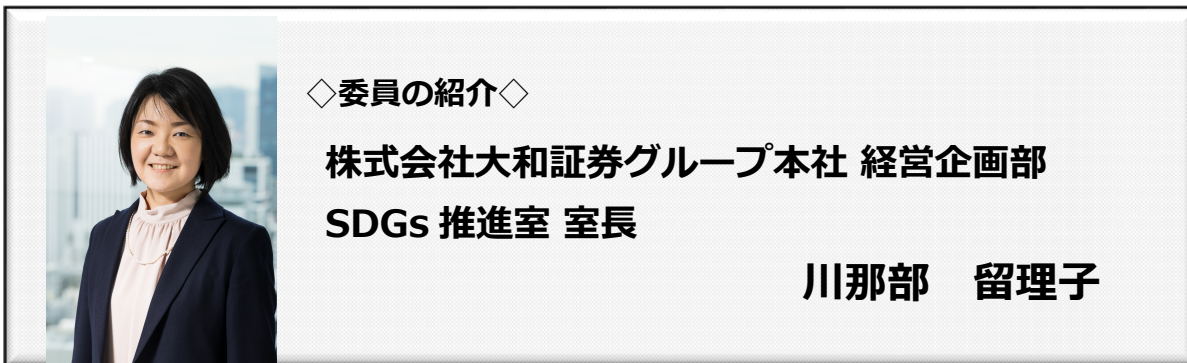 ◇委員の紹介◇
株式会社大和証券グループ本社 経営企画部
SDGs 推進室 室長
川那部　留理子